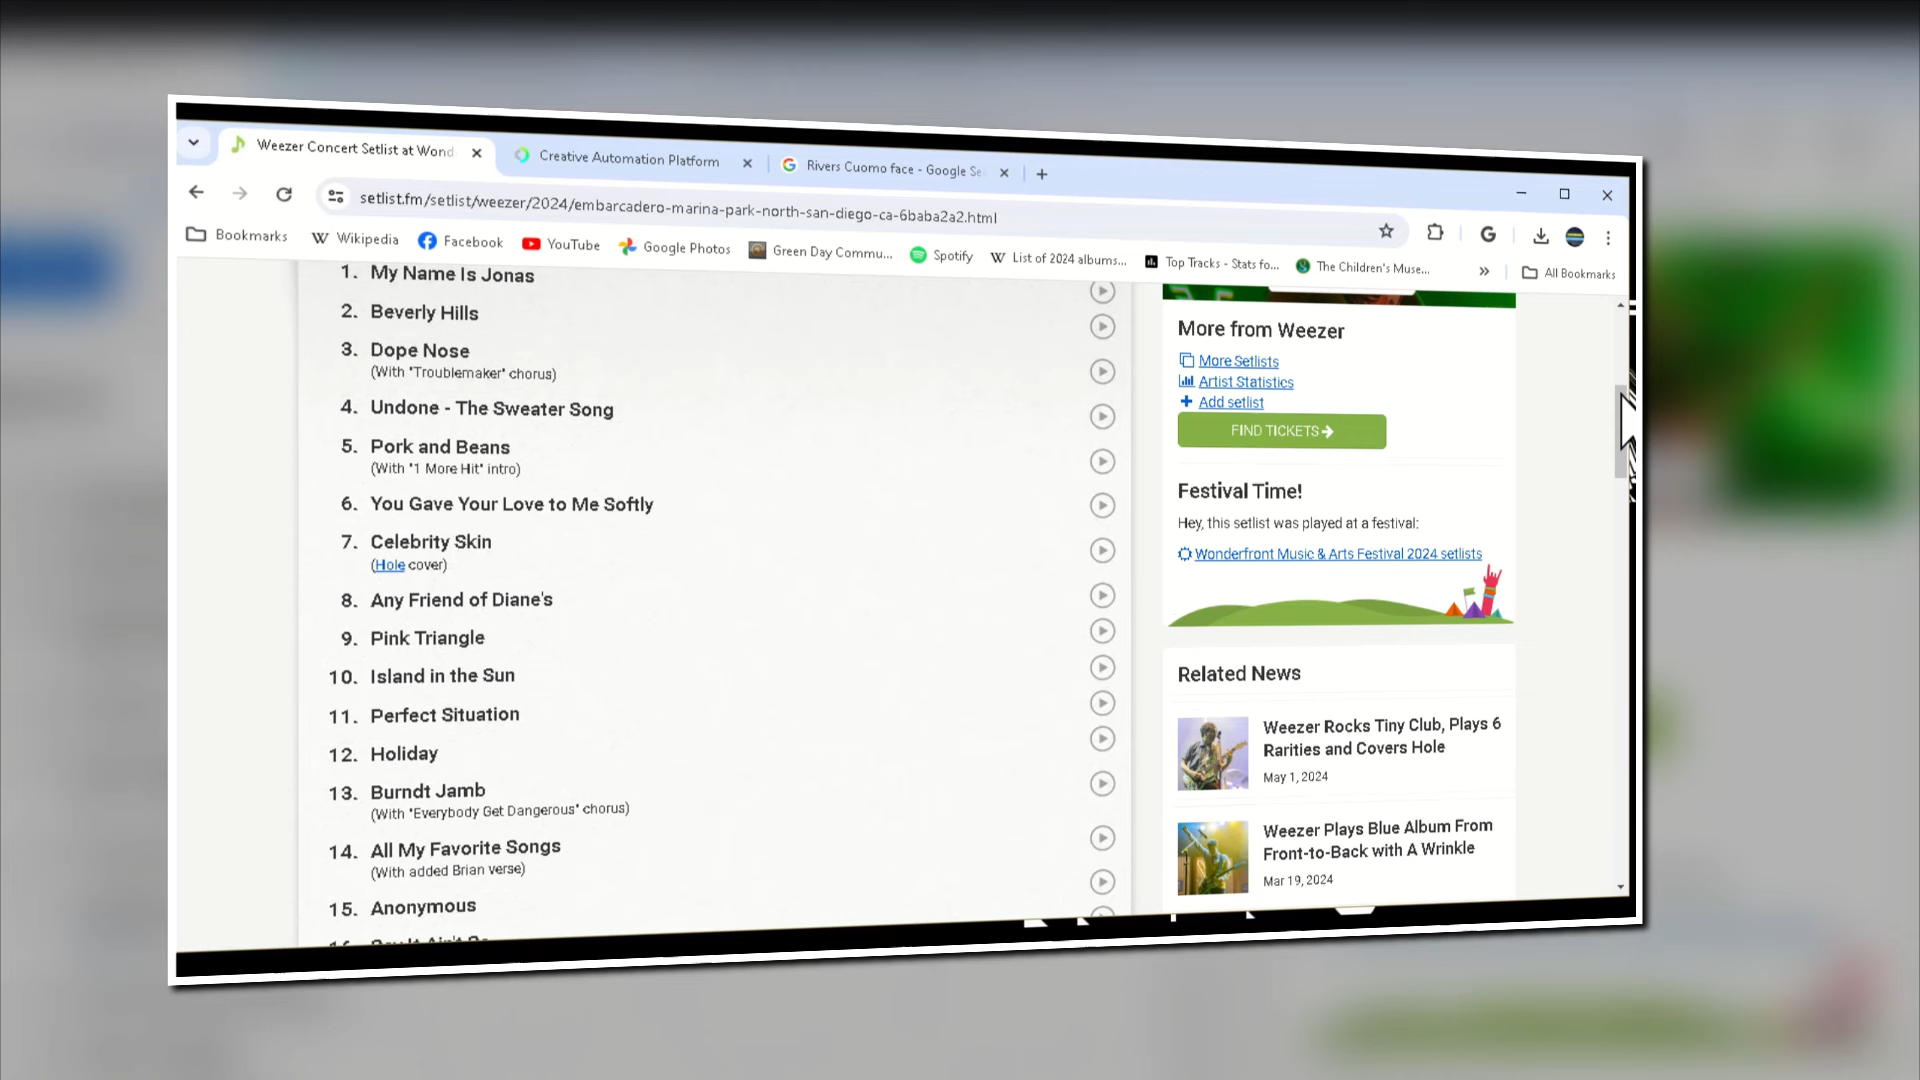 Weezer Concert Setlist at Wond
Creative Automation Platform
Rivers Cuomo face - Google Se
setlist.fm/setlist/weezer/2024/embarcadero-marina-park-north-san-diego-ca-6baba2a2.html
Bookmarks
Wikipedia
Facebook
YouTube
Google Photos
Green Day Commu...
Spotify
List of 2024 albums...
Top Tracks - Stats fo...
The Children's Muse...
»
All Bookmarks
1. My Name Is Jonas
2. Beverly Hills
3. Dope Nose
(With "Troublemaker" chorus)
4. Undone - The Sweater Song
5. Pork and Beans
(With "1 More Hit" intro)
6. You Gave Your Love to Me Softly
7. Celebrity Skin
(Hole cover)
8. Any Friend of Diane's
9. Pink Triangle
10. Island in the Sun
11. Perfect Situation
12. Holiday
13. Burndt Jamb
(With "Everybody Get Dangerous" chorus)
14. All My Favorite Songs
(With added Brian verse)
15. Anonymous
More from Weezer
More Setlists
Artist Statistics
Add setlist
FIND TICKETS
Festival Time!
Hey, this setlist was played at a festival:
Wonderfront Music & Arts Festival 2024 setlists
Related News
Weezer Rocks Tiny Club, Plays 6
Rarities and Covers Hole
May 1, 2024
Weezer Plays Blue Album From
Front-to-Back with A Wrinkle
Mar 19, 2024